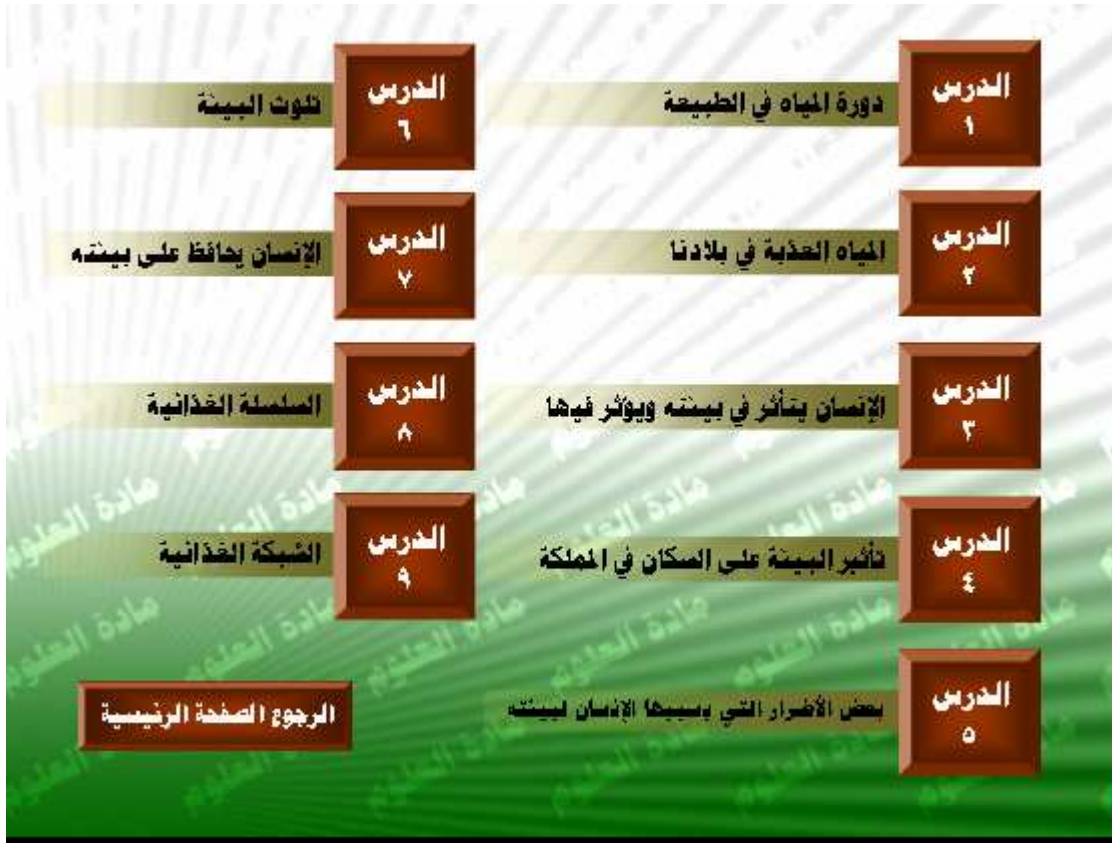 الدرس ١
دورة المياه في الطبيعة
الدرس ٢
المياه العذبة في بلادنا
الدرس ٣
الإنسان يتأثر في بيئته ويؤثر فيها
الدرس ٤
تأثير البيئة على السكان في المملكة
الدرس ٥
بعض الأضرار التي يسببها الإنسان لبيئته
الدرس ٦
تلوث البيئة
الدرس ٧
الإنسان يحافظ على بيئته
الدرس ٨
السلسلة الغذائية
الدرس ٩
الشبكة الغذائية
الرجوع الصفحة الرئيسية
مادة العلوم